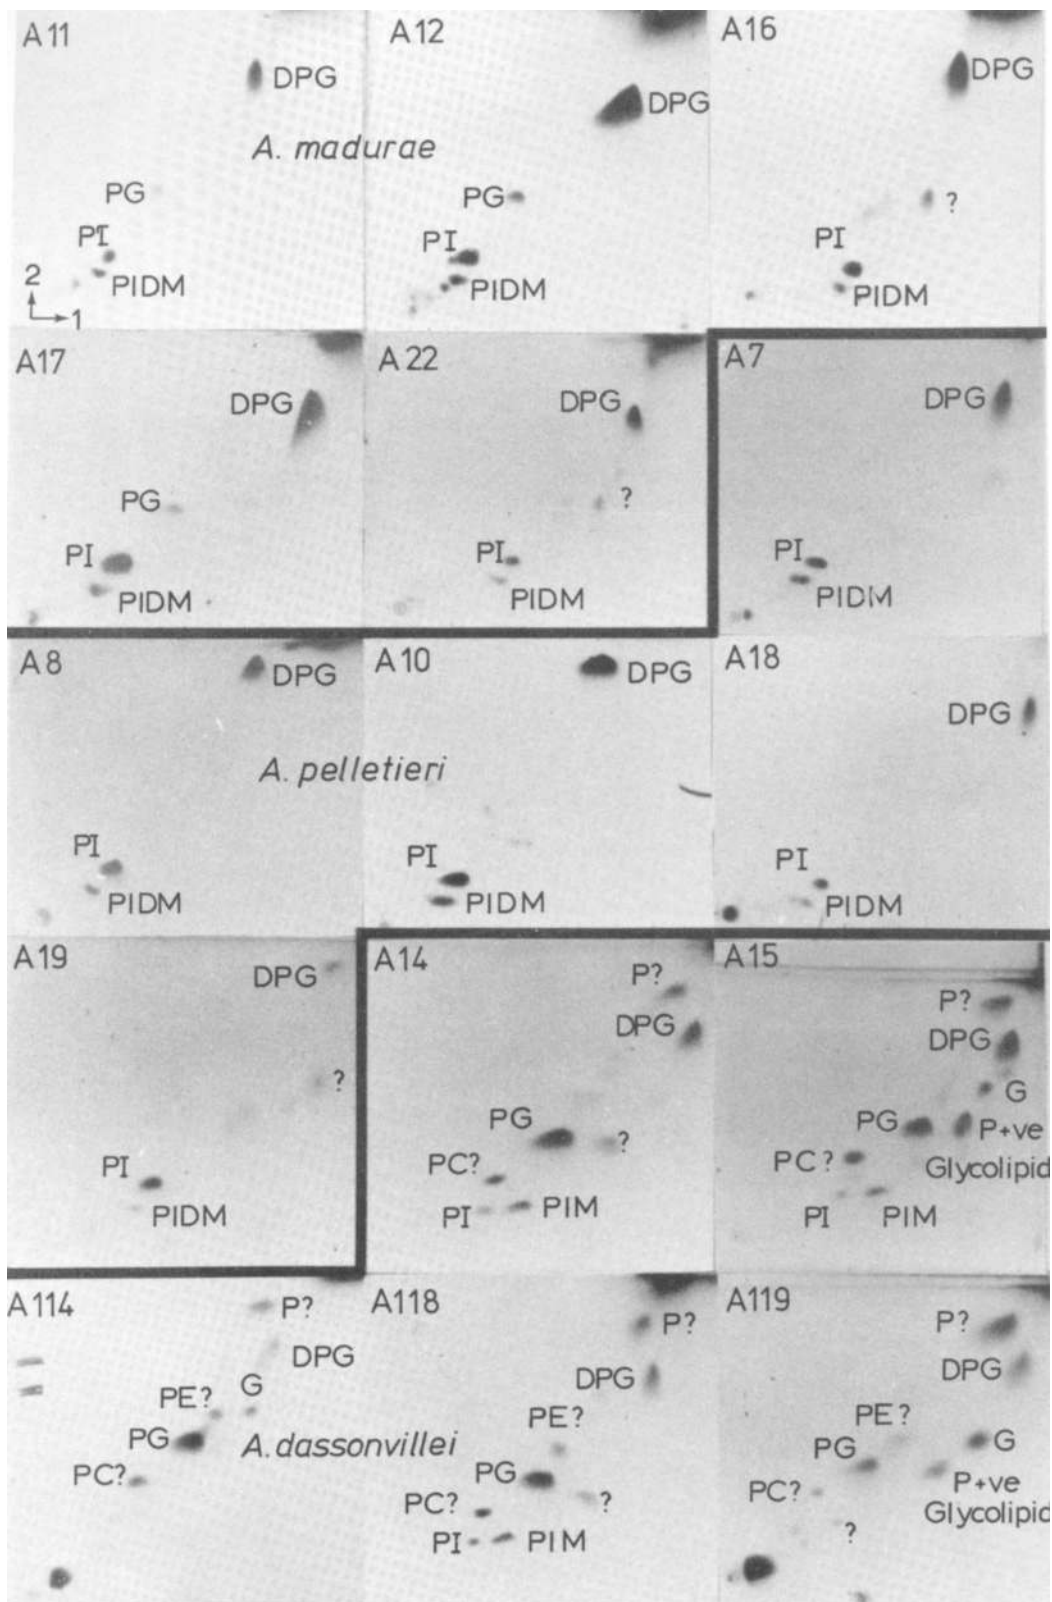 A11
DPG
A. madurae
PG
PI
PIDM
2
1
A12
DPG
PG
PI
PIDM
A16
DPG
?
PI
PIDM
A17
DPG
PG
PI
PIDM
A22
DPG
?
PI
PIDM
A7
DPG
PI
PIDM
A8
DPG
A. pelletieri
PI
PIDM
A10
DPG
PI
PIDM
A18
DPG
PI
PIDM
A19
DPG
?
PI
PIDM
A14
P?
DPG
PG
?
PC?
PI
PIM
A15
P?
DPG
G
PG
P+ve
Glycolipid
PC?
PI
PIM
A114
P?
DPG
G
PE?
PG
A. dassonvillei
PC?
A118
P?
DPG
PE?
PG
?
PC?
PI
PIM
A119
P?
DPG
PE?
G
PG
P+ve
Glycolipid
PC?
?